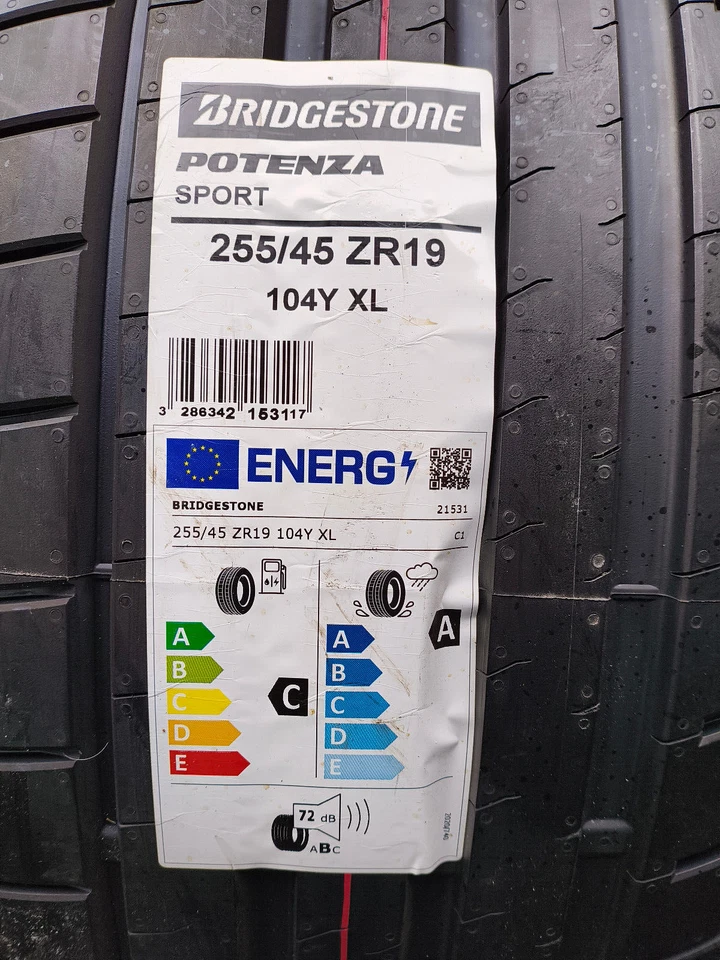 BRIDGESTONE
POTENZA
SPORT
255/45 ZR19
104Y XL
3 286342 153117
ENERG
BRIDGESTONE 21531
255/45 ZR19 104Y XL C1
A A A
B B
C C C
D D
E E
72 dB
ABC